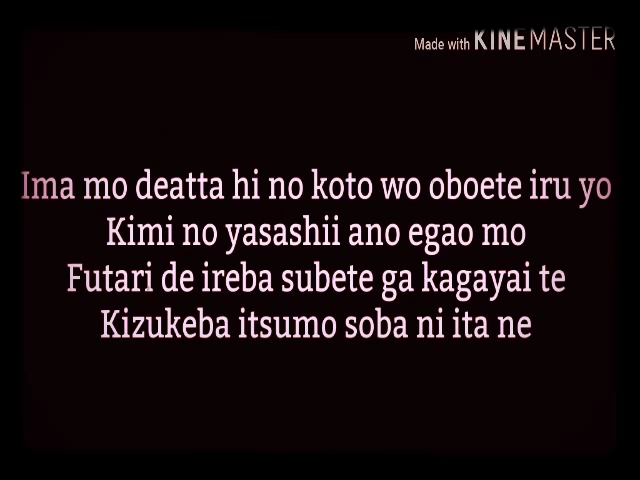 Made with KINEMASTER
Ima mo deatta hi no koto wo oboete iru yo
Kimi no yasashii ano egao mo
Futari de ireba subete ga kagayai te
Kizukeba itsumo soba ni ita ne